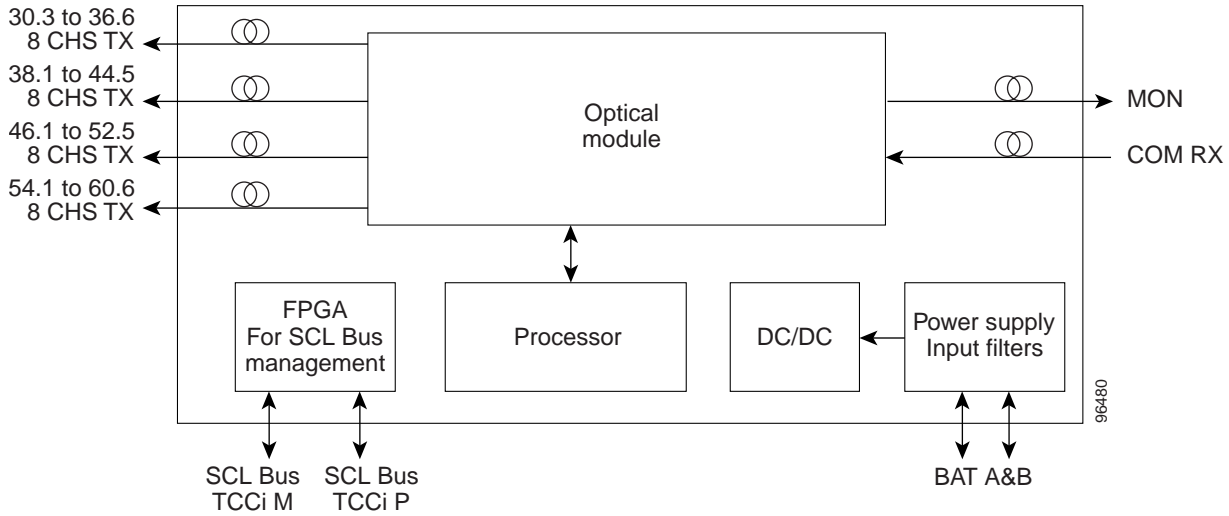 30.3 to 36.6
8 CHS TX
38.1 to 44.5
8 CHS TX
46.1 to 52.5
8 CHS TX
54.1 to 60.6
8 CHS TX
Optical
module
MON
COM RX
FPGA
For SCL Bus
management
Processor
DC/DC
Power supply
Input filters
96480
SCL Bus
TCCi M
SCL Bus
TCCi P
BAT A&B